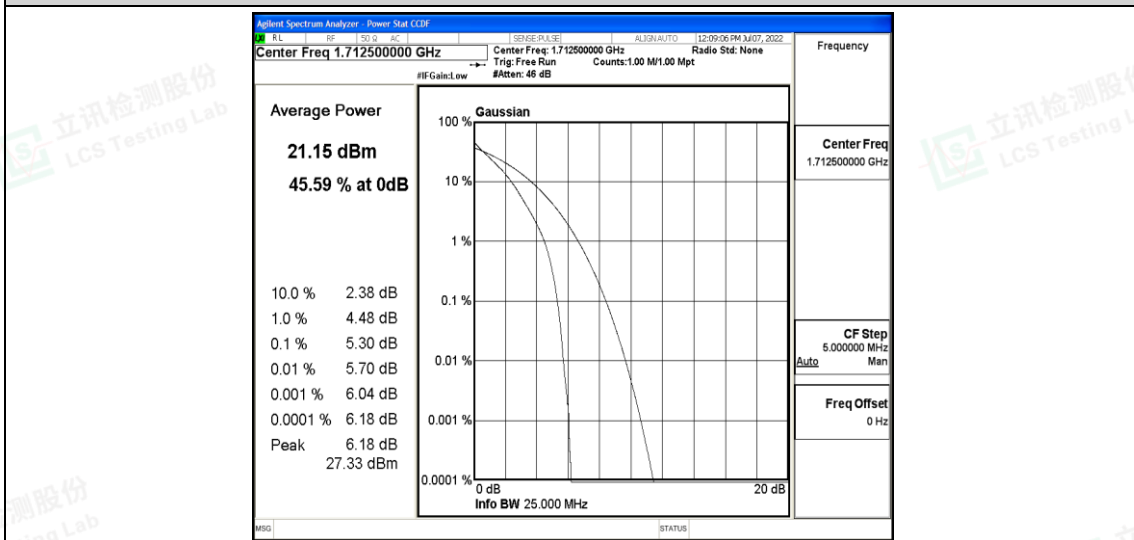 Agilent Spectrum Analyzer - Power Stat CCDF
RL RF 50 Ω AC SENSE:PULSE ALIGNAUTO 12:09:06 PM Jul 07, 2022
Center Freq 1.712500000 GHz
Center Freq: 1.712500000 GHz Radio Std: None
Trig: Free Run Counts:1.00 M/1.00 Mpt
#IFGain:Low #Atten: 46 dB
Frequency
Average Power
21.15 dBm
45.59 % at 0dB
10.0 % 2.38 dB
1.0 % 4.48 dB
0.1 % 5.30 dB
0.01 % 5.70 dB
0.001 % 6.04 dB
0.0001 % 6.18 dB
Peak 6.18 dB
27.33 dBm
Gaussian
100 %
10 %
1 %
0.1 %
0.01 %
0.001 %
0.0001 %
0 dB 20 dB
Info BW 25.000 MHz
Center Freq
1.712500000 GHz
CF Step
5.000000 MHz
Auto Man
Freq Offset
0 Hz
MSG STATUS
立讯检测股份
LCS Testing Lab
立讯检测股份
LCS Testing L
测股份
ng Lab